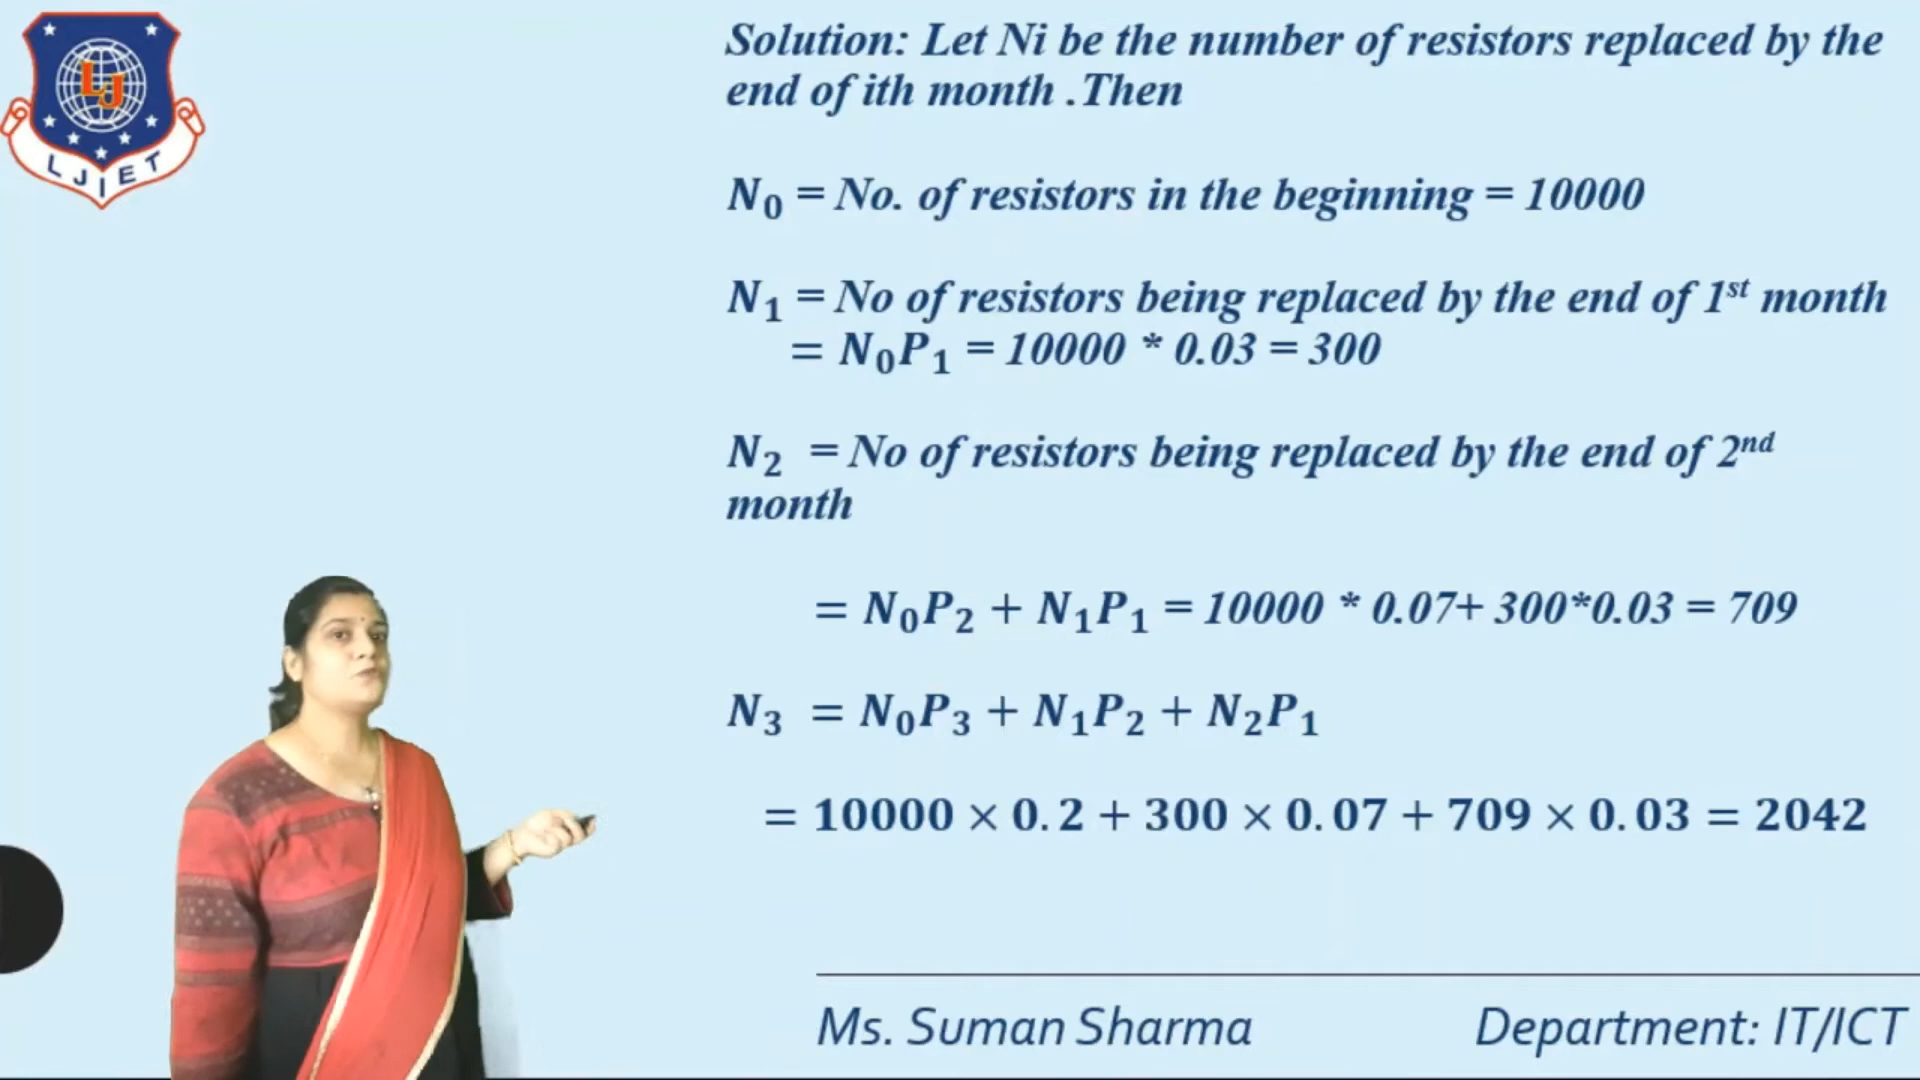 LJ
LJIET
Solution: Let Ni be the number of resistors replaced by the
end of ith month .Then
N₀ = No. of resistors in the beginning = 10000
N₁ = No of resistors being replaced by the end of 1ˢᵗ month
= N₀P₁ = 10000 * 0.03 = 300
N₂ = No of resistors being replaced by the end of 2ⁿᵈ
month
= N₀P₂ + N₁P₁ = 10000 * 0.07+ 300*0.03 = 709
N₃ = N₀P₃ + N₁P₂ + N₂P₁
= 10000 × 0.2 + 300 × 0.07 + 709 × 0.03 = 2042
Ms. Suman Sharma
Department: IT/ICT